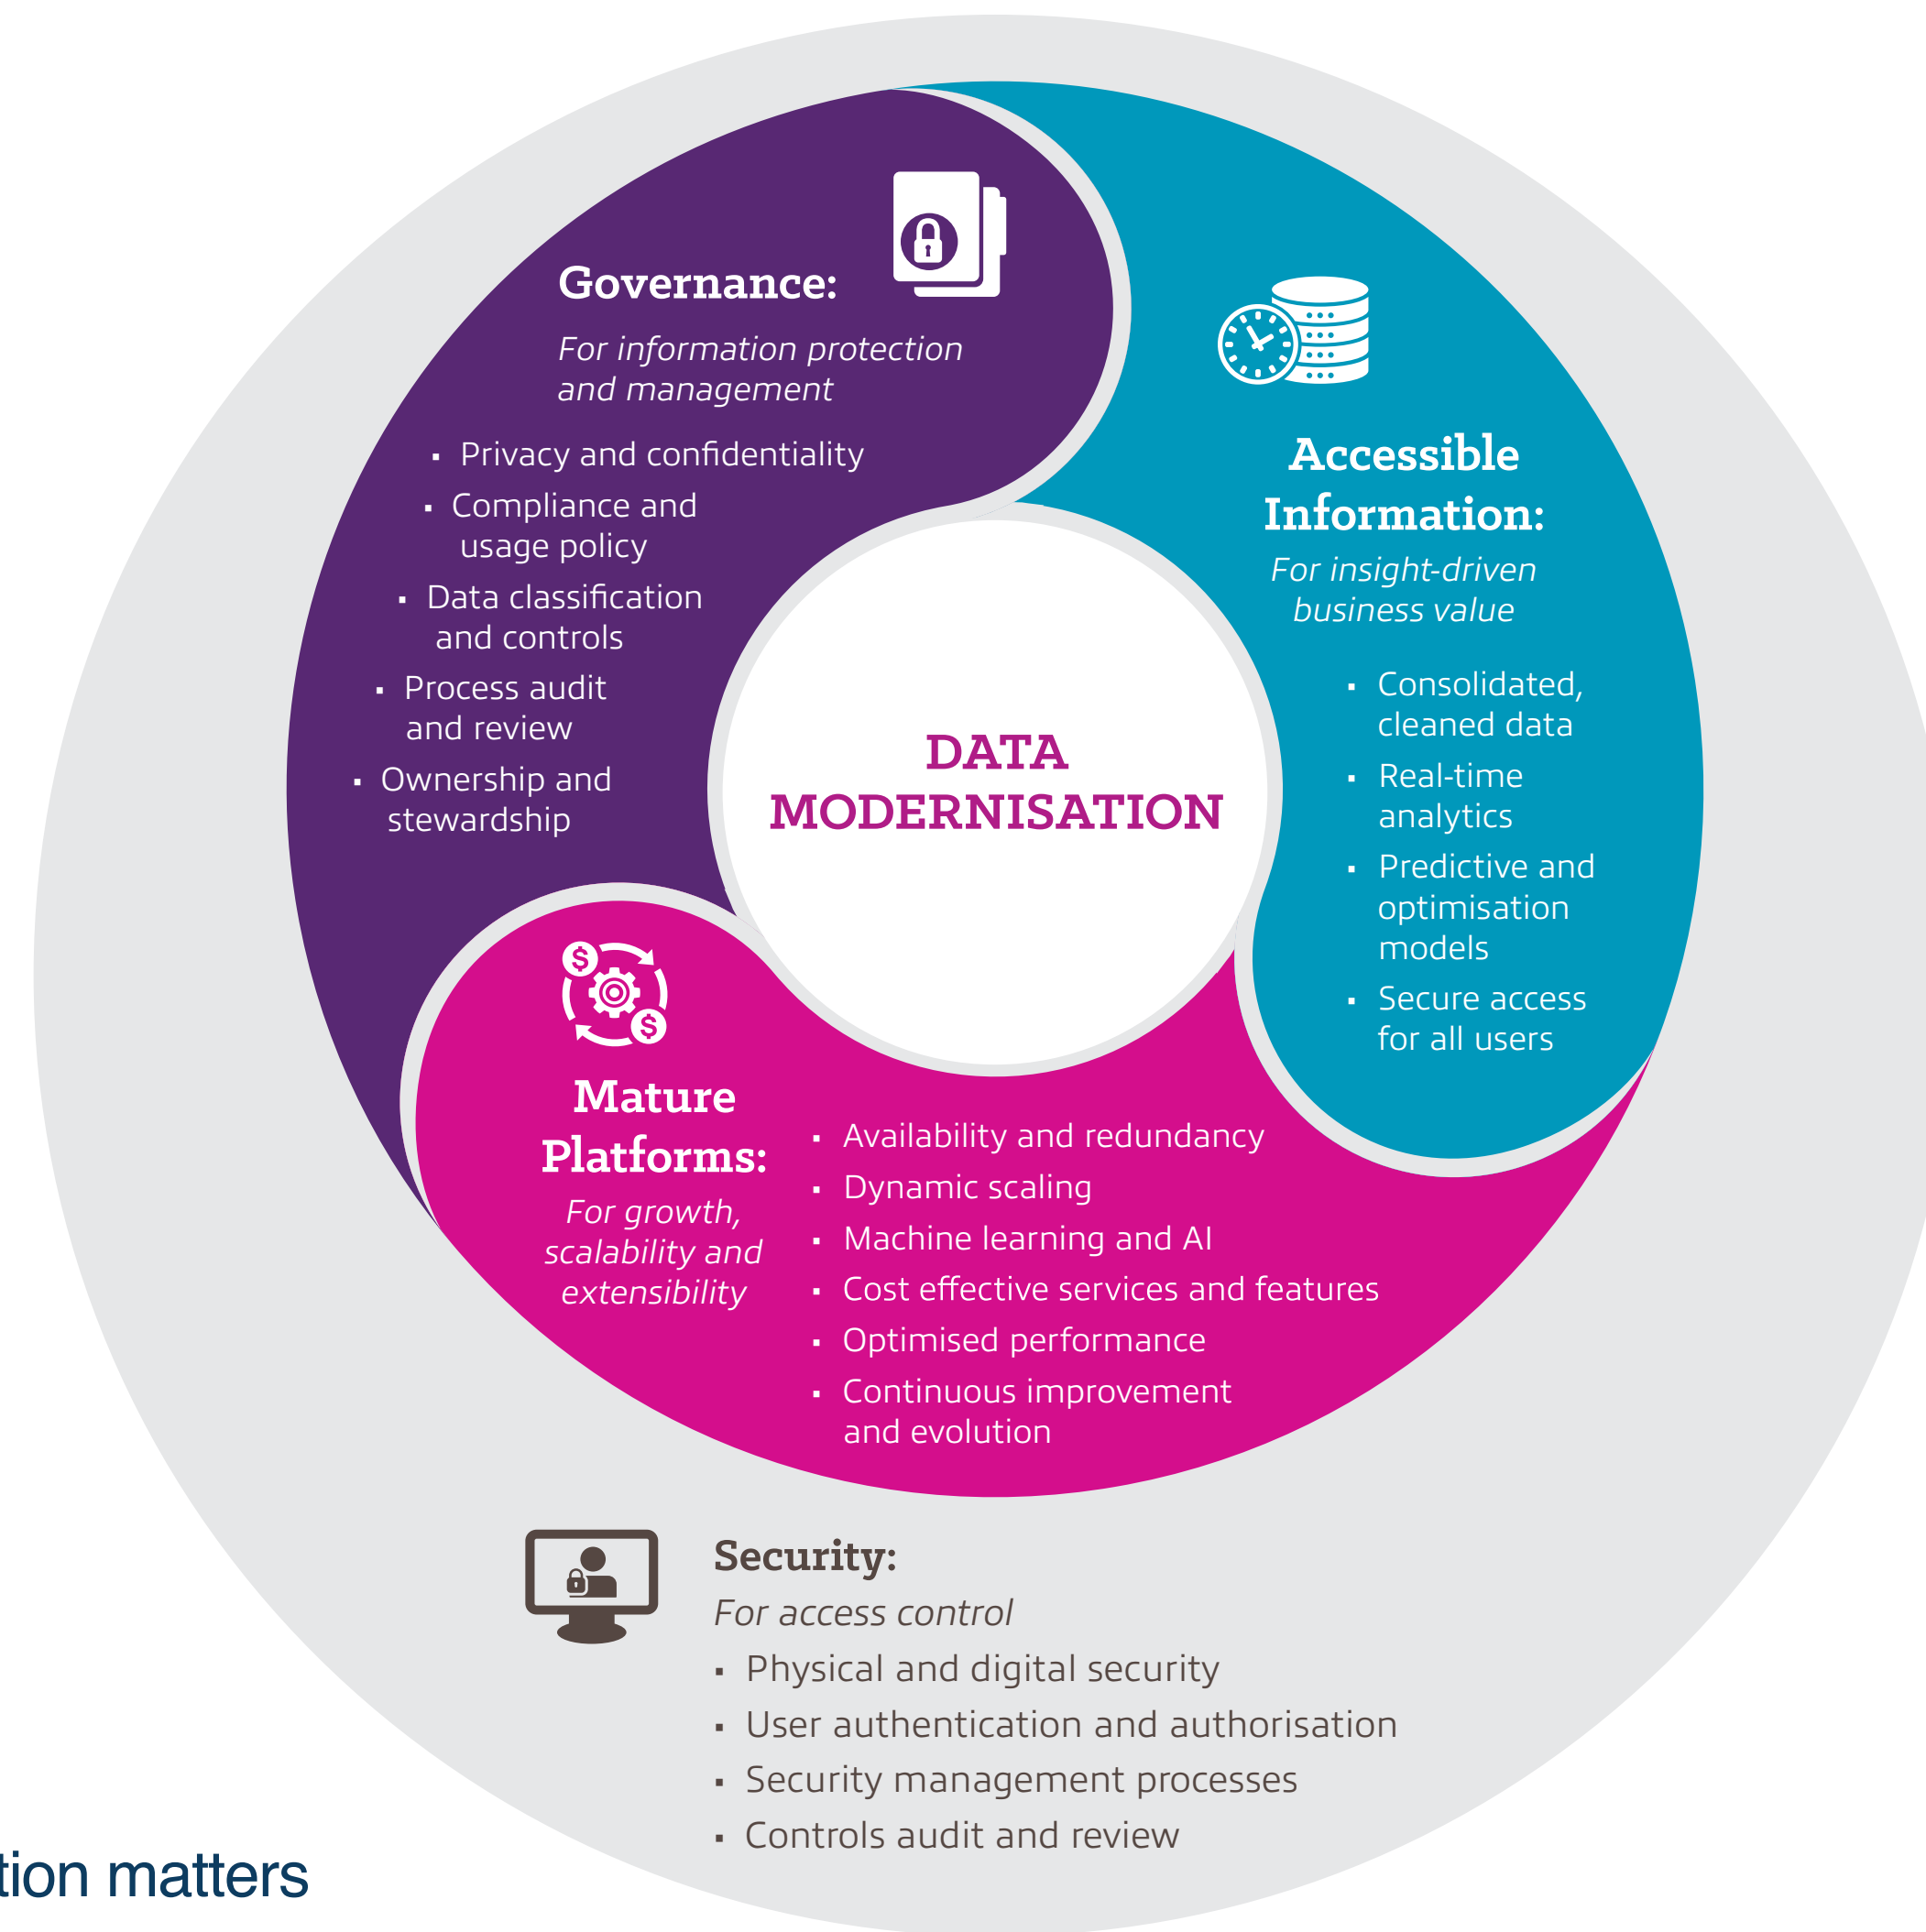 Governance:
For information protection
and management
▪ Privacy and confidentiality
▪ Compliance and
usage policy
▪ Data classification
and controls
▪ Process audit
and review
▪ Ownership and
stewardship
Accessible
Information:
For insight-driven
business value
▪ Consolidated,
cleaned data
▪ Real-time
analytics
▪ Predictive and
optimisation
models
▪ Secure access
for all users
DATA
MODERNISATION
Mature
Platforms:
For growth,
scalability and
extensibility
▪ Availability and redundancy
▪ Dynamic scaling
▪ Machine learning and AI
▪ Cost effective services and features
▪ Optimised performance
▪ Continuous improvement
and evolution
Security:
For access control
▪ Physical and digital security
▪ User authentication and authorisation
▪ Security management processes
▪ Controls audit and review
matters